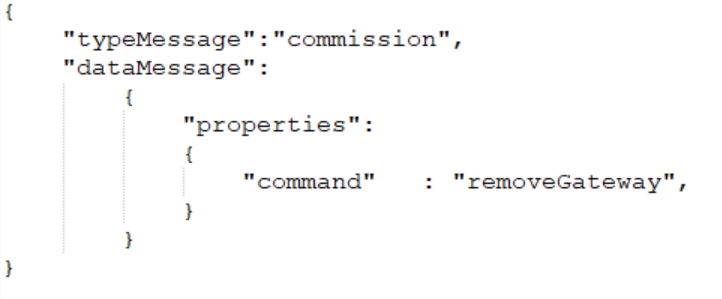 {
"typeMessage":"commission",
"dataMessage":
{
"properties":
{
"command" : "removeGateway",
}
}
}